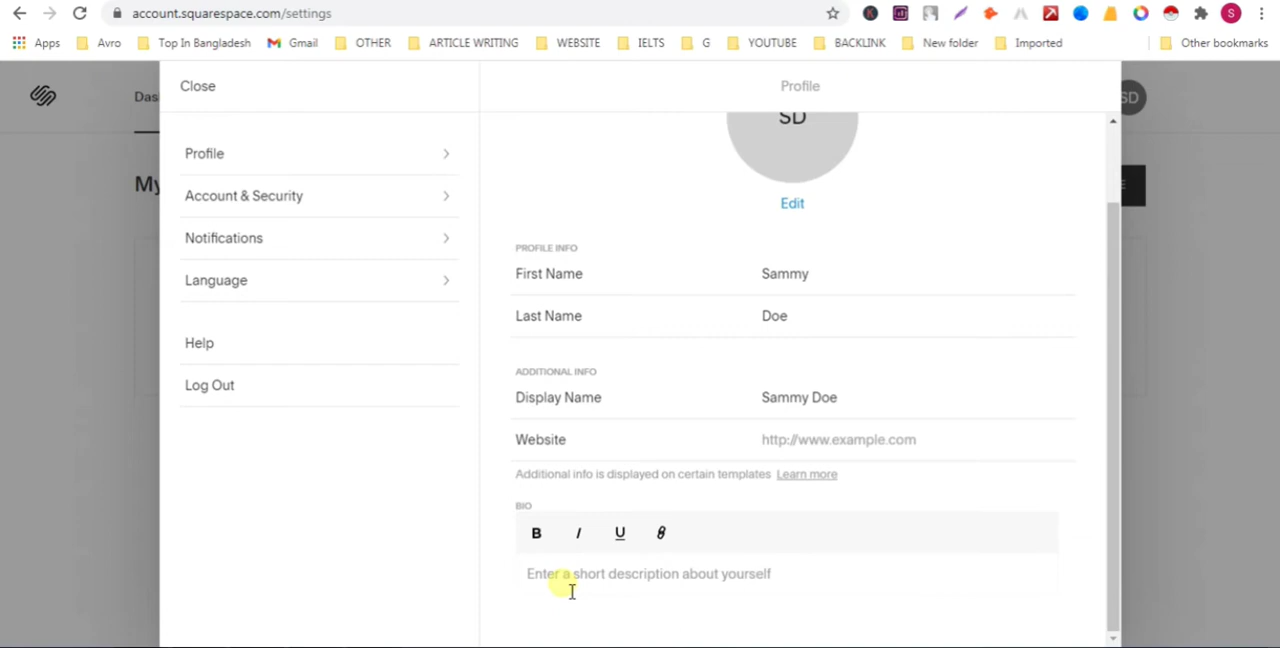 account.squarespace.com/settings
S
Apps Avro Top In Bangladesh Gmail OTHER ARTICLE WRITING WEBSITE IELTS G YOUTUBE BACKLINK New folder Imported Other bookmarks
Close Profile
Das
SD
SD
Profile
My
Account & Security
Edit
Notifications
PROFILE INFO
First Name Sammy
Language
Last Name Doe
Help
ADDITIONAL INFO
Log Out
Display Name Sammy Doe
Website http://www.example.com
Additional info is displayed on certain templates Learn more
BIO
B I U
Enter a short description about yourself